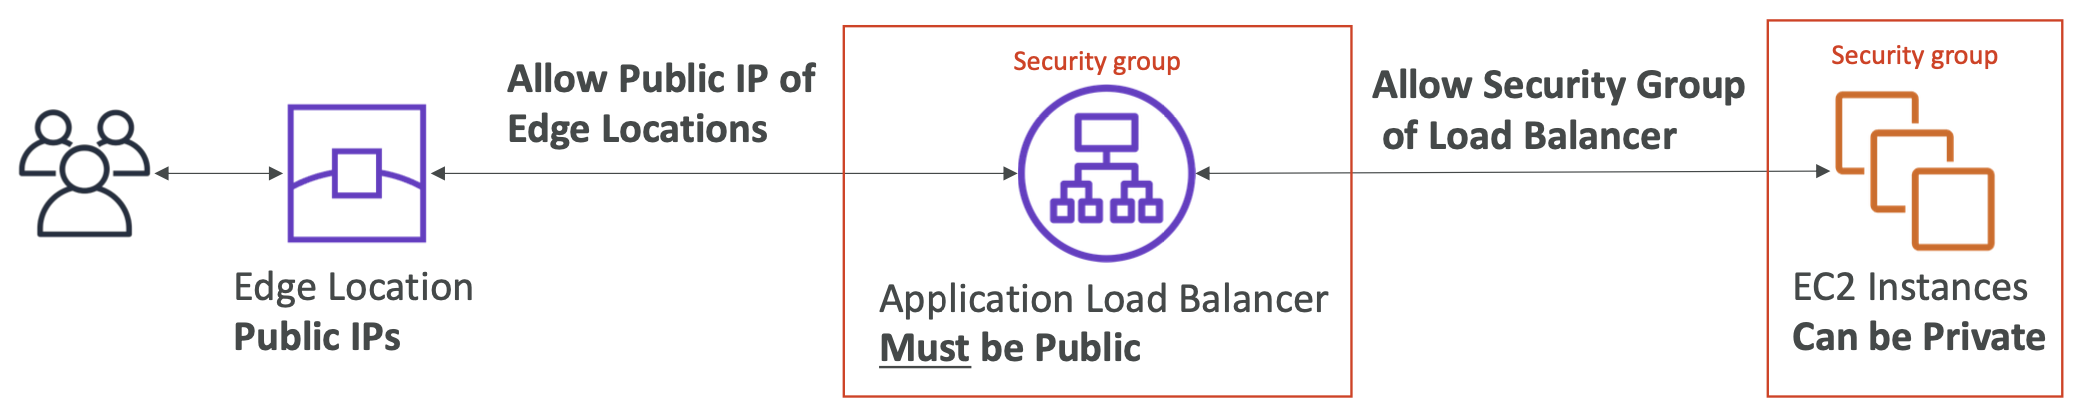 Allow Public IP of
Edge Locations
Edge Location
Public IPs
Security group
Application Load Balancer
Must be Public
Allow Security Group
of Load Balancer
Security group
EC2 Instances
Can be Private